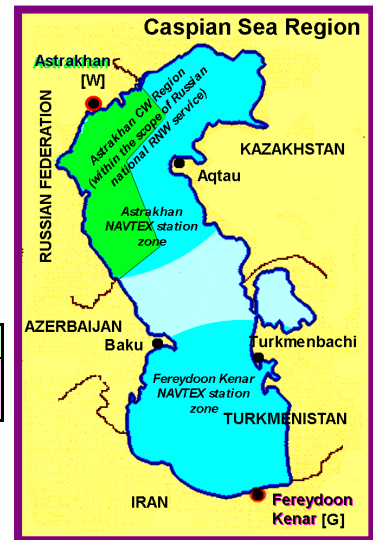 Caspian Sea Region
Astrakhan
[W]
Astrakhan CW Region
(within the scope of Russian
national RNW service)
RUSSIAN FEDERATION
KAZAKHSTAN
Aqtau
Astrakhan
NAVTEX station
zone
AZERBAIJAN
Baku
Turkmenbachi
Fereydoon Kenar
NAVTEX station
zone
TURKMENISTAN
IRAN
Fereydoon
Kenar [G]